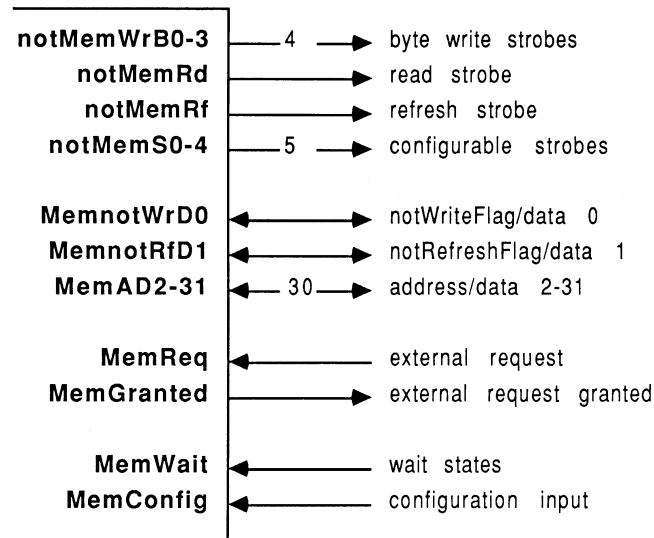 notMemWrB0-3 4 byte write strobes
notMemRd read strobe
notMemRf refresh strobe
notMemS0-4 5 configurable strobes
MemnotWrD0 notWriteFlag/data 0
MemnotRfD1 notRefreshFlag/data 1
MemAD2-31 30 address/data 2-31
MemReq external request
MemGranted external request granted
MemWait wait states
MemConfig configuration input